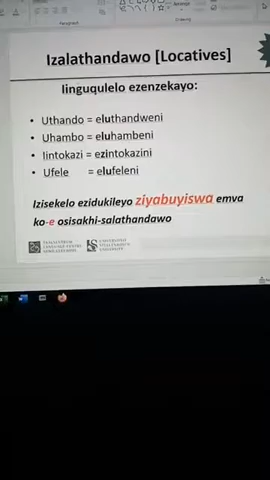 Izalathandawo [Locatives]
Iinguqulelo ezenzekayo:
• Uthando = eluthandweni
• Uhambo = eluhambeni
• Iintokazi = ezintokazini
• Ufele = elufeleni
Izisekelo ezidukileyo ziyabuyiswa emva
ko-e osisakhi-salathandawo